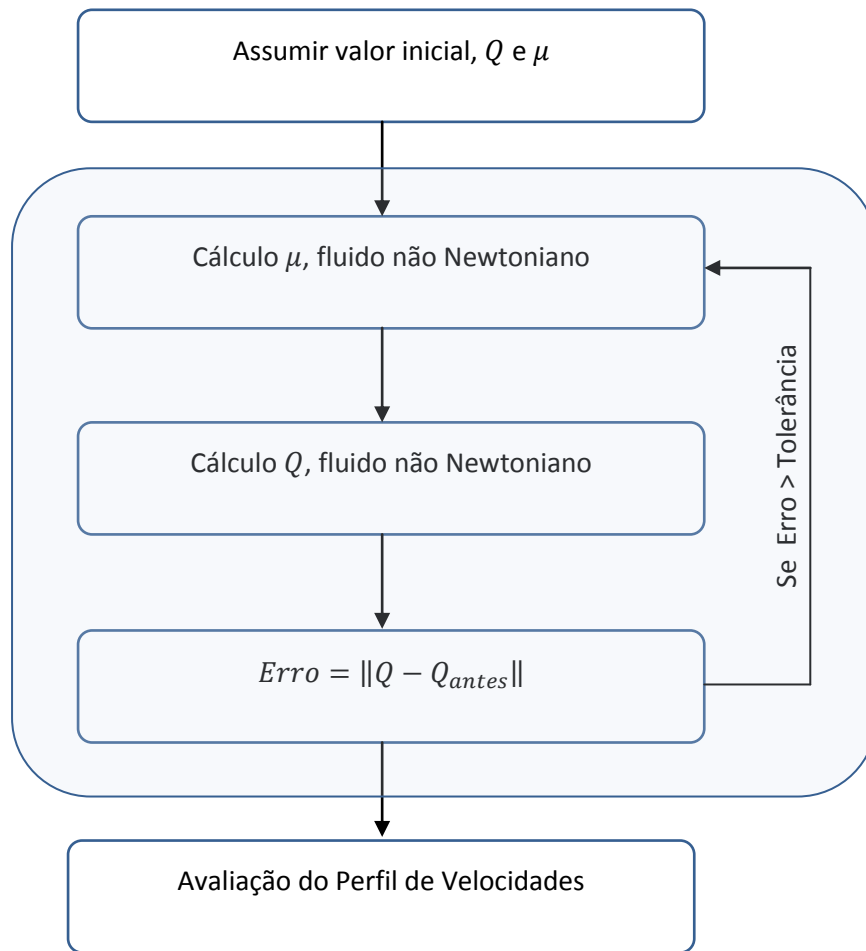 Assumir valor inicial, Q e μ
Cálculo μ, fluido não Newtoniano
Cálculo Q, fluido não Newtoniano
Se Erro > Tolerância
Erro = ‖Q − Q_antes‖
Avaliação do Perfil de Velocidades